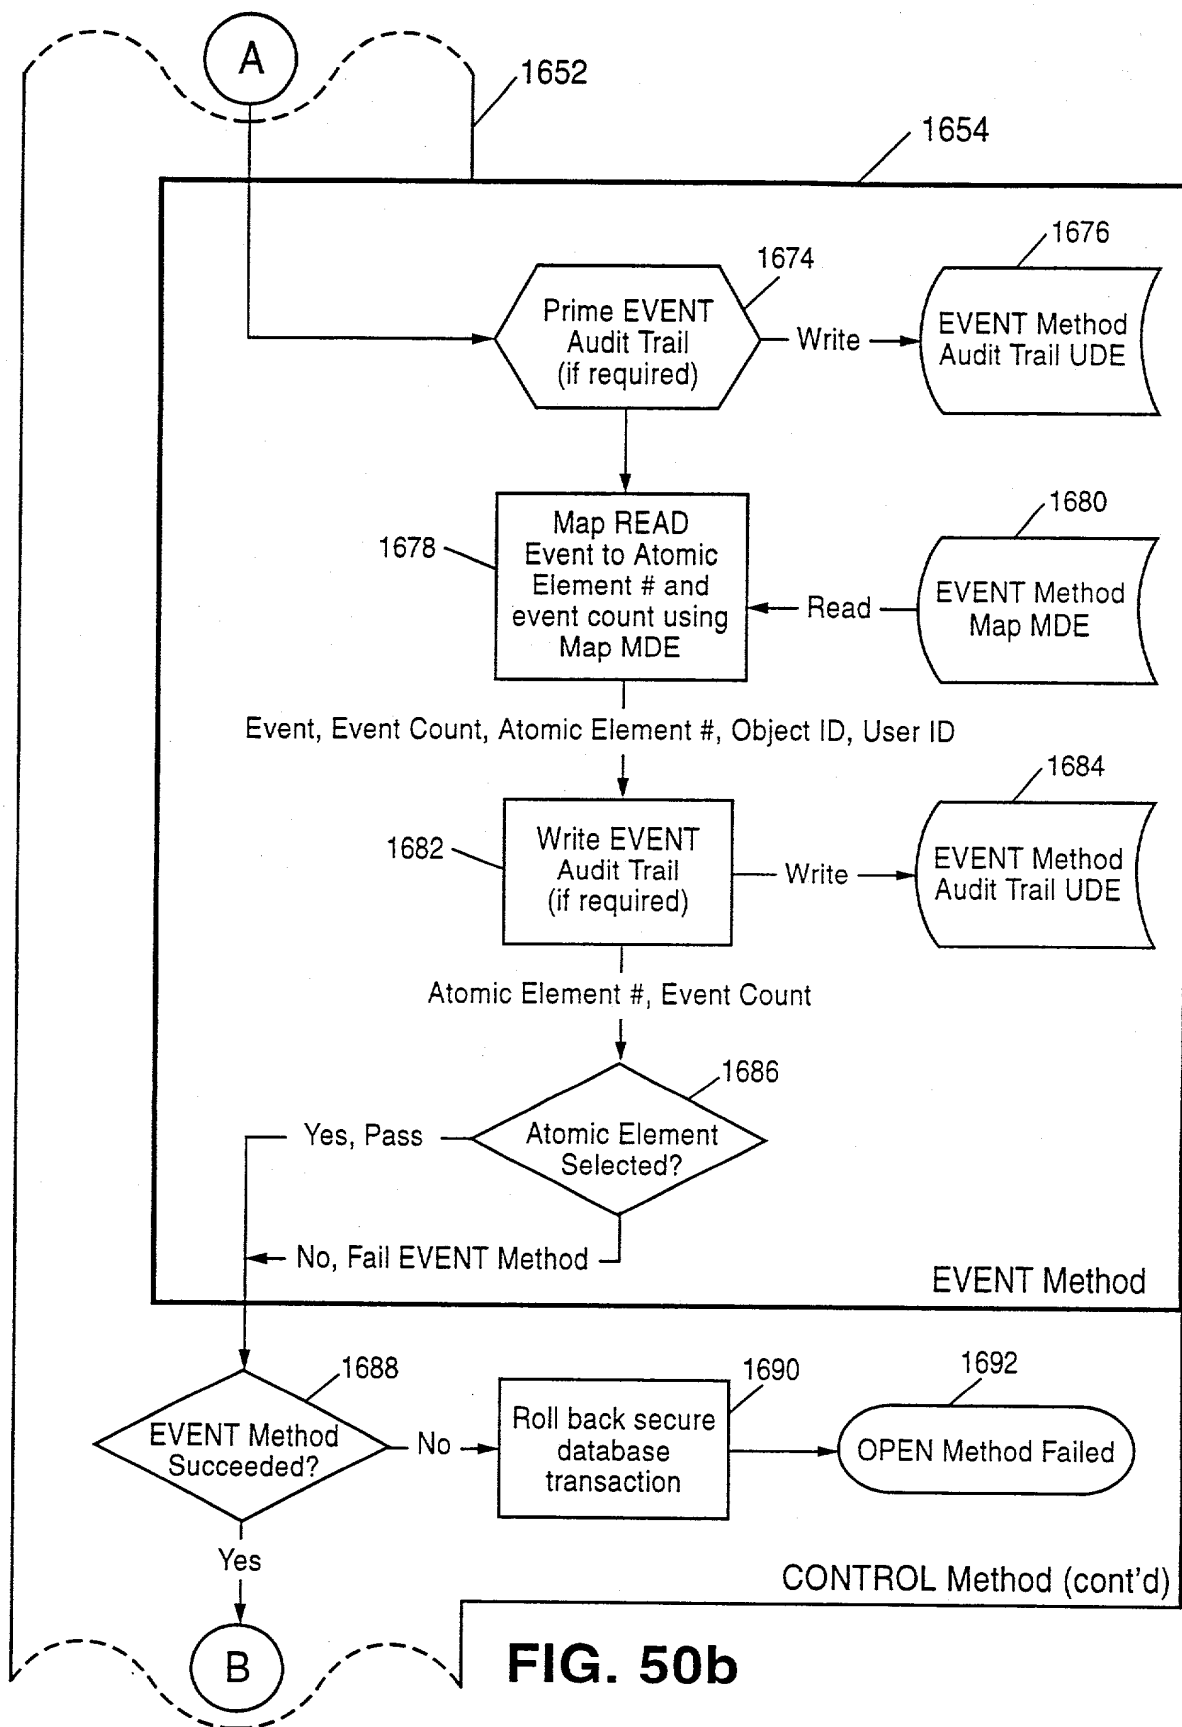 A
1652
1654
1676
1674
Prime EVENT
Audit Trail
(if required)
Write
EVENT Method
Audit Trail UDE
1680
1678
Map READ
Event to Atomic
Element # and
event count using
Map MDE
Read
EVENT Method
Map MDE
Event, Event Count, Atomic Element #, Object ID, User ID
1684
1682
Write EVENT
Audit Trail
(if required)
Write
EVENT Method
Audit Trail UDE
Atomic Element #, Event Count
1686
Yes, Pass
Atomic Element
Selected?
No, Fail EVENT Method
EVENT Method
1688
1690
1692
EVENT Method
Succeeded?
No
Roll back secure
database
transaction
OPEN Method Failed
Yes
CONTROL Method (cont'd)
B
FIG. 50b